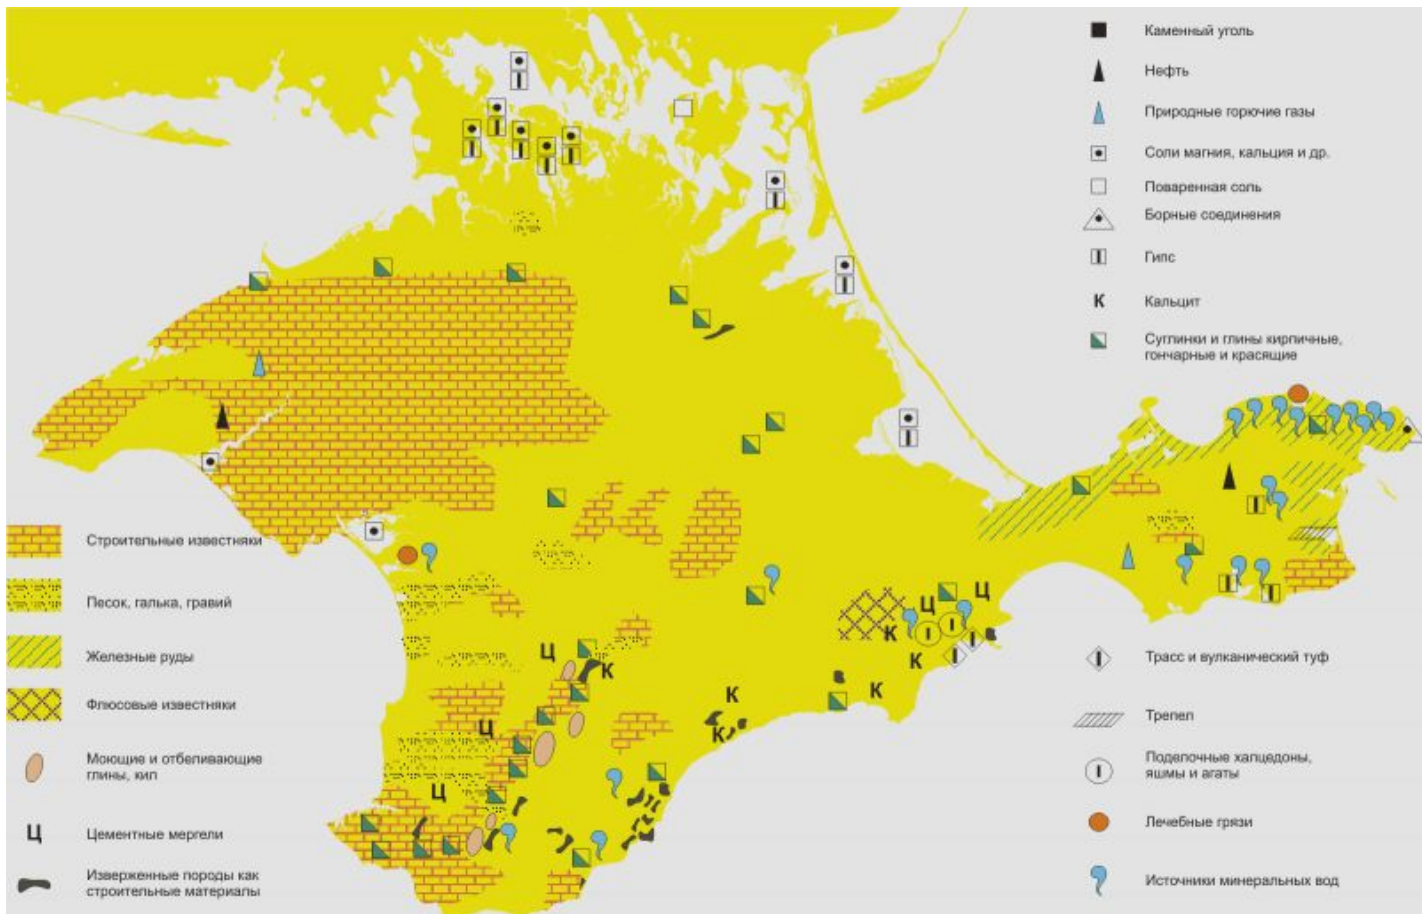 Каменный уголь
Нефть
Природные горючие газы
Соли магния, кальция и др.
Поваренная соль
Борные соединения
Гипс
К Кальцит
Суглинки и глины кирпичные,
гончарные и красящие
Строительные известняки
Песок, галька, гравий
Железные руды
Флюсовые известняки
Моющие и отбеливающие
глины, кил
Ц Цементные мергели
Изверженные породы как
строительные материалы
Трасс и вулканический туф
Трепел
Поделочные халцедоны,
яшмы и агаты
Лечебные грязи
Источники минеральных вод
Ц
Ц
К
К
Ц
К
К
К
Ц
К
Ц
Ц